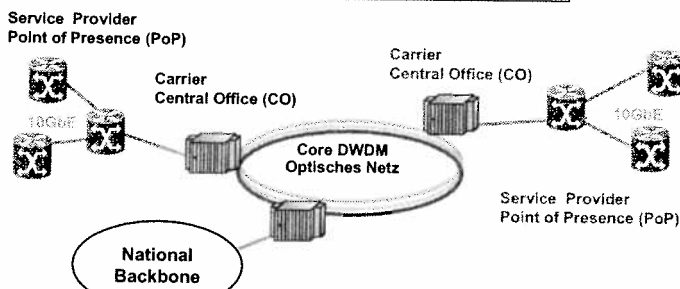 Service Provider
Point of Presence (PoP)
Carrier
Central Office (CO)
10GbE
Carrier
Central Office (CO)
10GbE
Core DWDM
Optisches Netz
Service Provider
Point of Presence (PoP)
National
Backbone